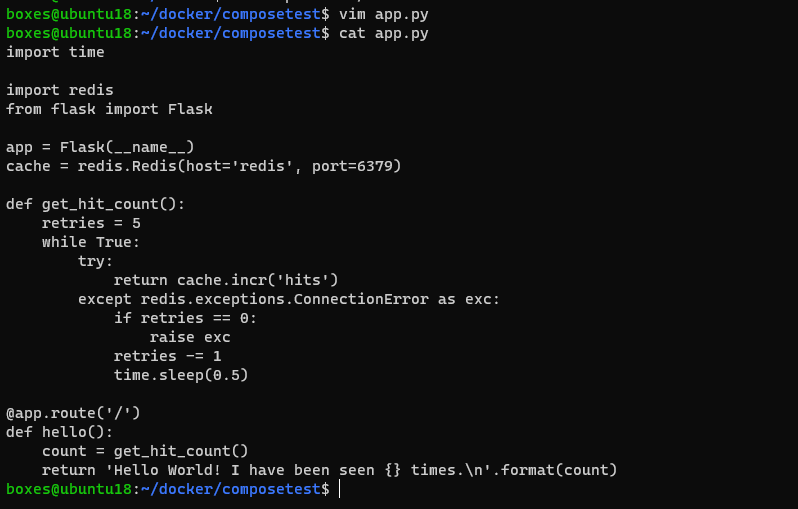 boxes@ubuntu18:~/docker/composetest$ vim app.py
boxes@ubuntu18:~/docker/composetest$ cat app.py
import time

import redis
from flask import Flask

app = Flask(__name__)
cache = redis.Redis(host='redis', port=6379)

def get_hit_count():
    retries = 5
    while True:
        try:
            return cache.incr('hits')
        except redis.exceptions.ConnectionError as exc:
            if retries == 0:
                raise exc
            retries -= 1
            time.sleep(0.5)

@app.route('/')
def hello():
    count = get_hit_count()
    return 'Hello World! I have been seen {} times.\n'.format(count)
boxes@ubuntu18:~/docker/composetest$